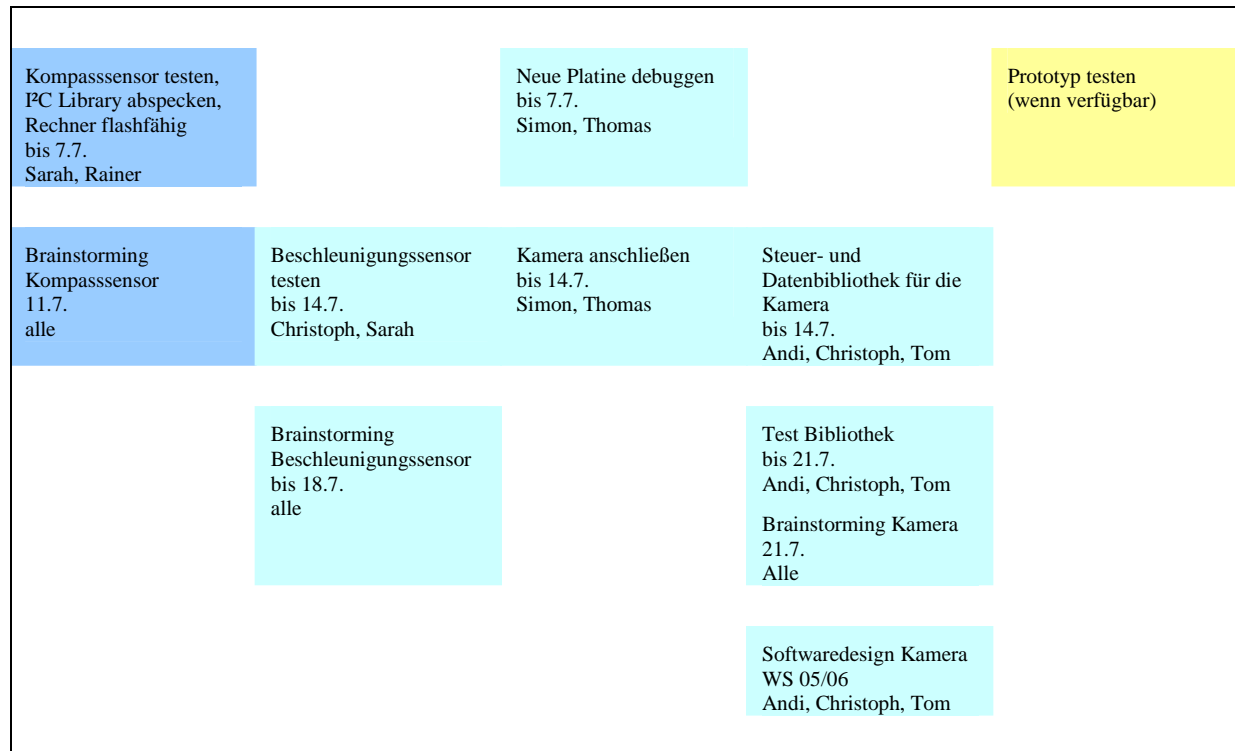 Kompasssensor testen,
I²C Library abspecken,
Rechner flashfähig
bis 7.7.
Sarah, Rainer
Neue Platine debuggen
bis 7.7.
Simon, Thomas
Prototyp testen
(wenn verfügbar)
Brainstorming
Kompasssensor
11.7.
alle
Beschleunigungssensor
testen
bis 14.7.
Christoph, Sarah
Kamera anschließen
bis 14.7.
Simon, Thomas
Steuer- und
Datenbibliothek für die
Kamera
bis 14.7.
Andi, Christoph, Tom
Brainstorming
Beschleunigungssensor
bis 18.7.
alle
Test Bibliothek
bis 21.7.
Andi, Christoph, Tom
Brainstorming Kamera
21.7.
Alle
Softwaredesign Kamera
WS 05/06
Andi, Christoph, Tom